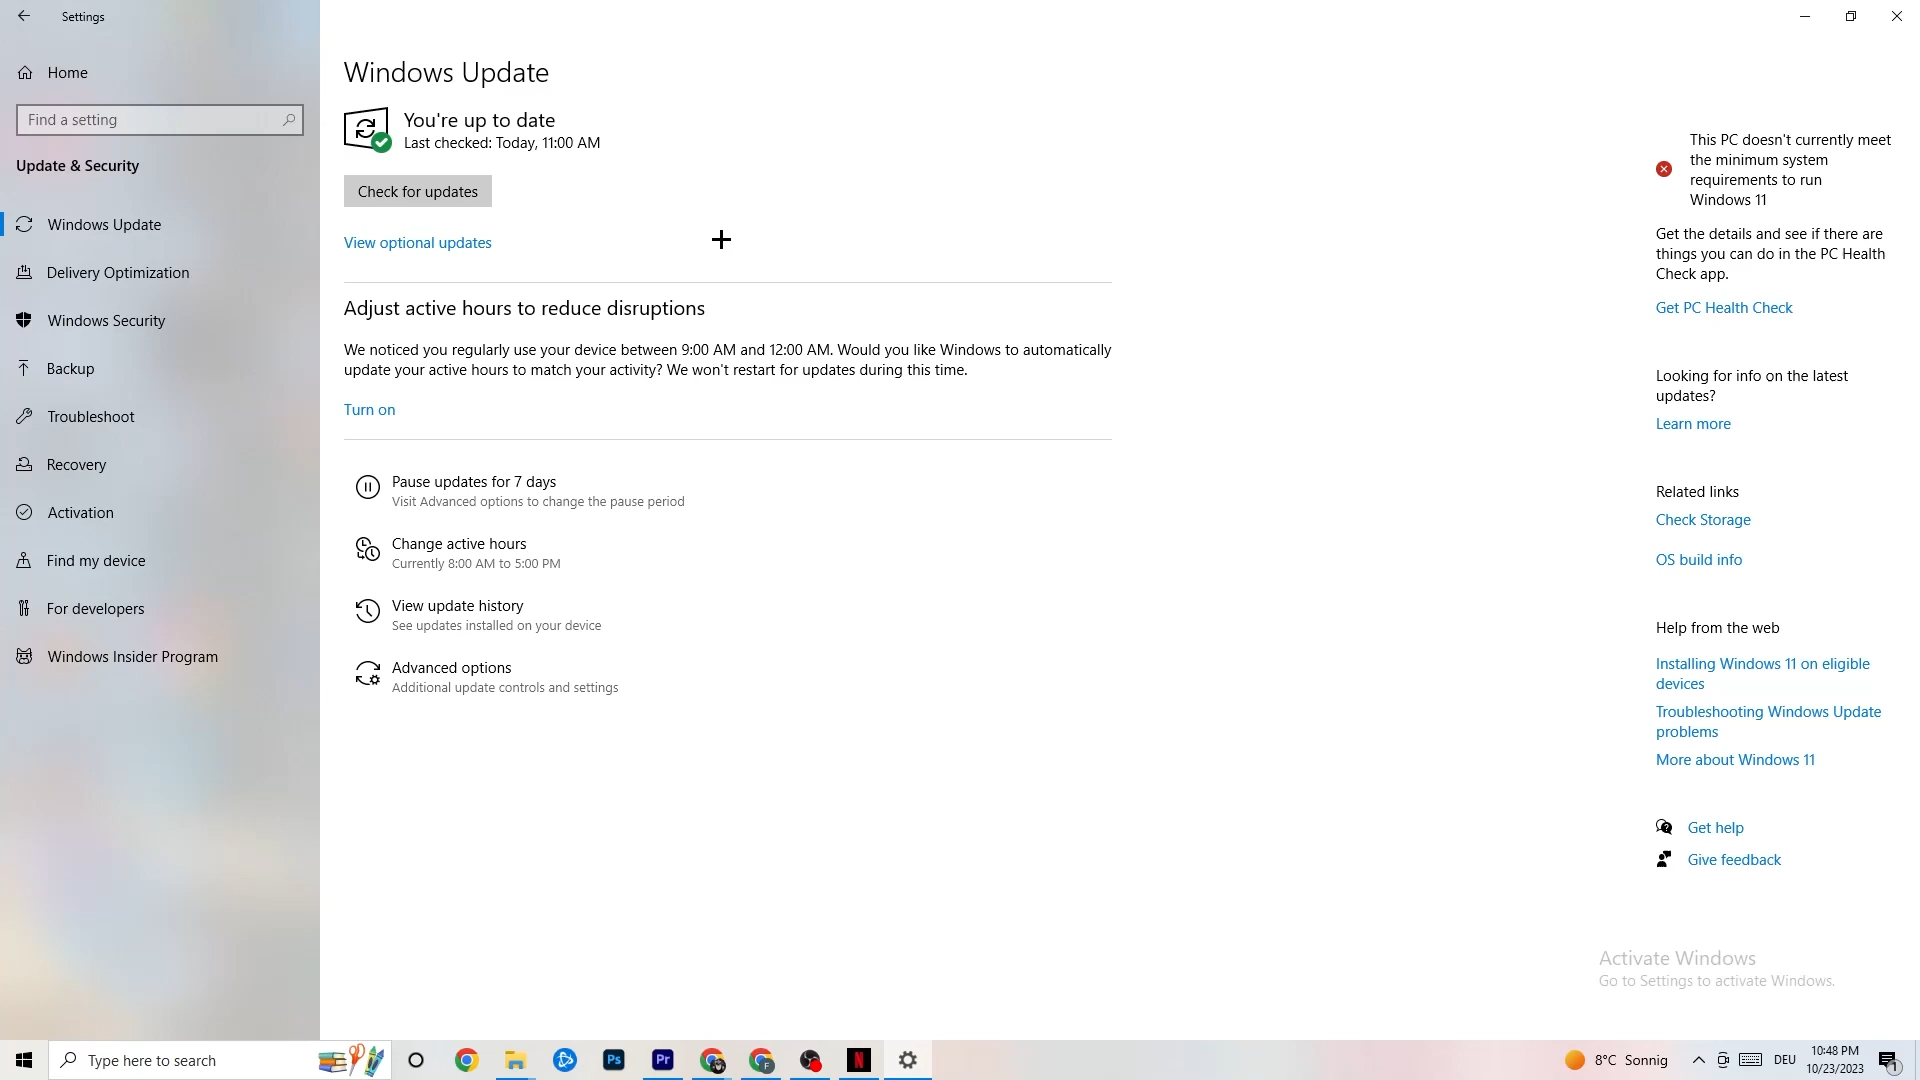 Settings
Home
Find a setting
Update & Security
Windows Update
Delivery Optimization
Windows Security
Backup
Troubleshoot
Recovery
Activation
Find my device
For developers
Windows Insider Program
Windows Update
You're up to date
Last checked: Today, 11:00 AM
Check for updates
View optional updates
Adjust active hours to reduce disruptions
We noticed you regularly use your device between 9:00 AM and 12:00 AM. Would you like Windows to automatically
update your active hours to match your activity? We won't restart for updates during this time.
Turn on
Pause updates for 7 days
Visit Advanced options to change the pause period
Change active hours
Currently 8:00 AM to 5:00 PM
View update history
See updates installed on your device
Advanced options
Additional update controls and settings
This PC doesn't currently meet
the minimum system
requirements to run
Windows 11
Get the details and see if there are
things you can do in the PC Health
Check app.
Get PC Health Check
Looking for info on the latest
updates?
Learn more
Related links
Check Storage
OS build info
Help from the web
Installing Windows 11 on eligible
devices
Troubleshooting Windows Update
problems
More about Windows 11
Get help
Give feedback
Activate Windows
Go to Settings to activate Windows.
Type here to search
Ps
Pr
F
N
8°C Sonnig
DEU
10:48 PM
10/23/2023
1